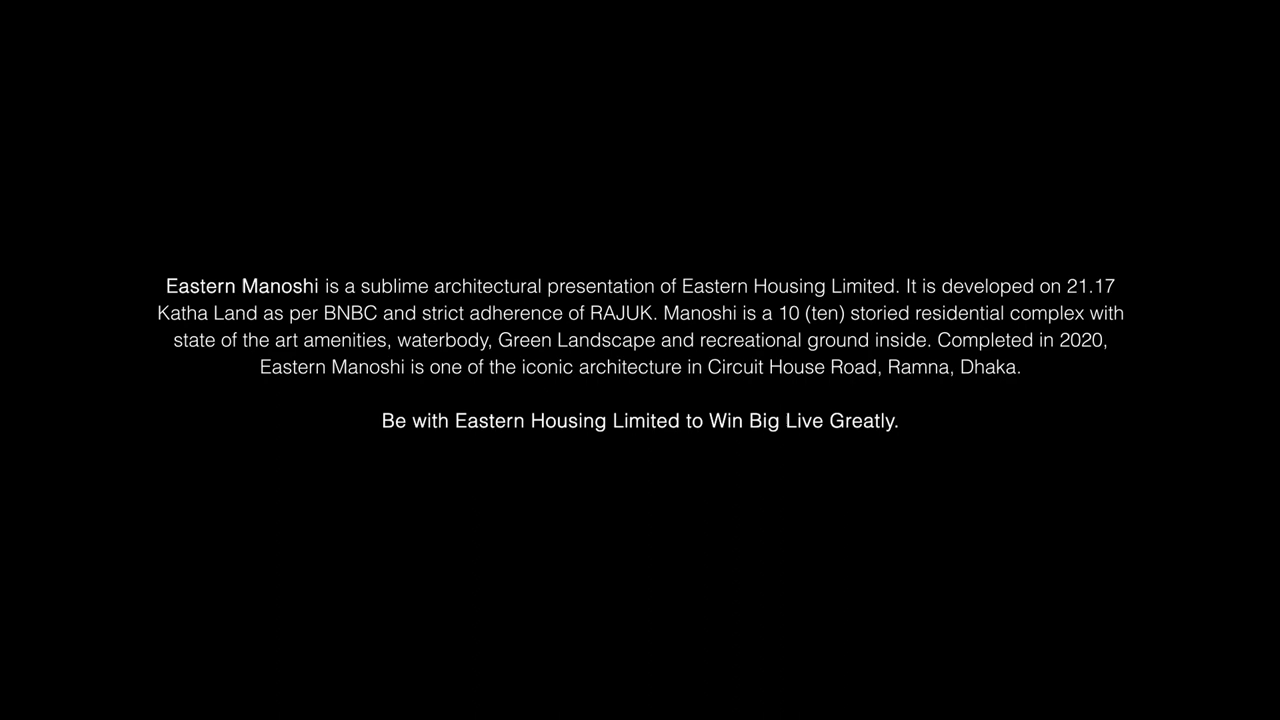 Eastern Manoshi is a sublime architectural presentation of Eastern Housing Limited. It is developed on 21.17
Katha Land as per BNBC and strict adherence of RAJUK. Manoshi is a 10 (ten) storied residential complex with
state of the art amenities, waterbody, Green Landscape and recreational ground inside. Completed in 2020,
Eastern Manoshi is one of the iconic architecture in Circuit House Road, Ramna, Dhaka.
Be with Eastern Housing Limited to Win Big Live Greatly.